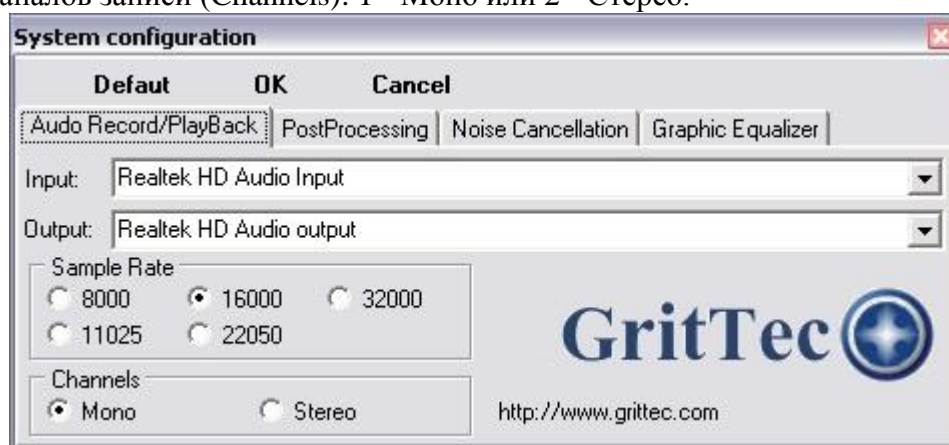 аналов записи (Channels): 1 - Моно или 2 - Стерео.
System configuration
Defaut OK Cancel
Audo Record/PlayBack PostProcessing Noise Cancellation Graphic Equalizer
Input: Realtek HD Audio Input
Output: Realtek HD Audio output
Sample Rate
8000 16000 32000
11025 22050
GritTec
Channels
Mono Stereo
http://www.grittec.com